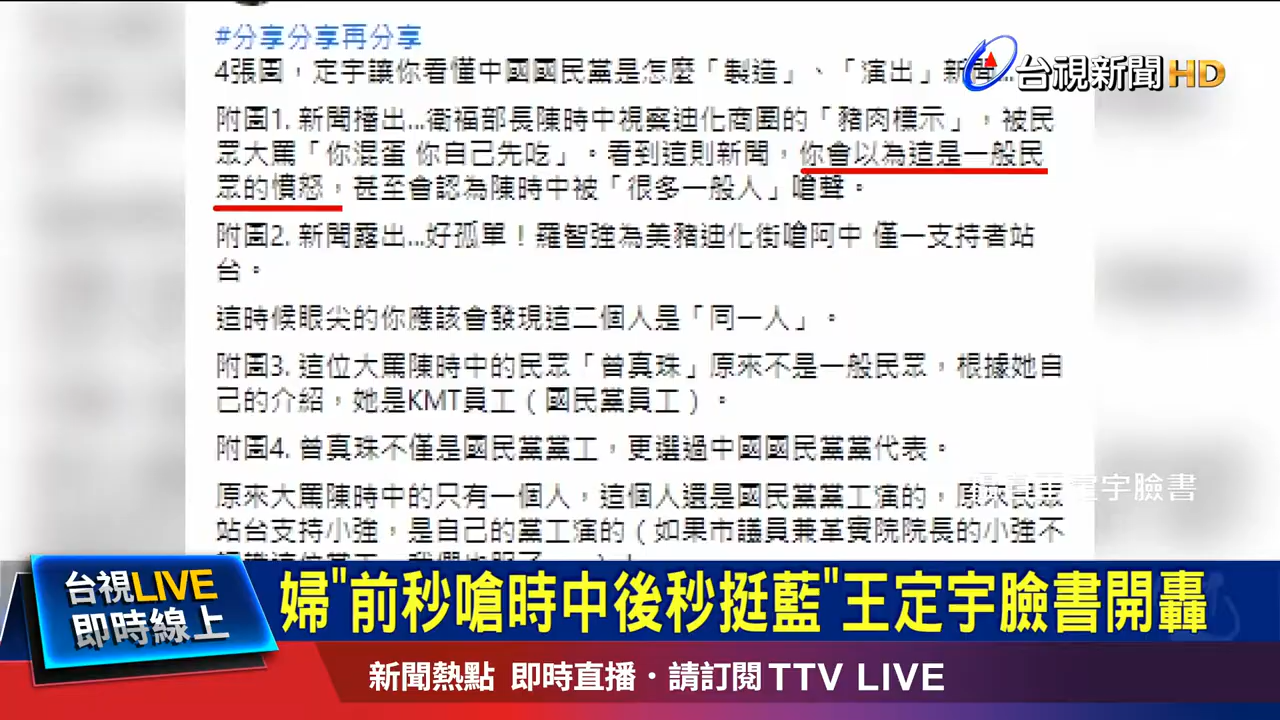 #分享分享再分享
4張圖，定宇讓你看懂中國國民黨是怎麼「製造」、「演出」新聞...
台視新聞HD
附圖1. 新聞播出...衛福部長陳時中視察迪化商圈的「豬肉標示」，被民
眾大罵「你混蛋 你自己先吃」。看到這則新聞，你會以為這是一般民
眾的憤怒，甚至會認為陳時中被「很多一般人」嗆聲。
附圖2. 新聞露出...好孤單！羅智強為美豬迪化街嗆阿中 僅一支持者站
台。
這時候眼尖的你應該會發現這二個人是「同一人」。
附圖3. 這位大罵陳時中的民眾「曾真珠」原來不是一般民眾，根據她自
己的介紹，她是KMT員工（國民黨員工）。
附圖4. 曾真珠不僅是國民黨黨工，更選過中國國民黨黨代表。
原來大罵陳時中的只有一個人，這個人還是國民黨黨工演的，原來民眾
定宇臉書
站台支持小強，是自己的黨工演的（如果市議員兼革實院院長的小強不
台視LIVE
即時線上
婦"前秒嗆時中後秒挺藍"王定宇臉書開轟
新聞熱點 即時直播・請訂閱TTV LIVE